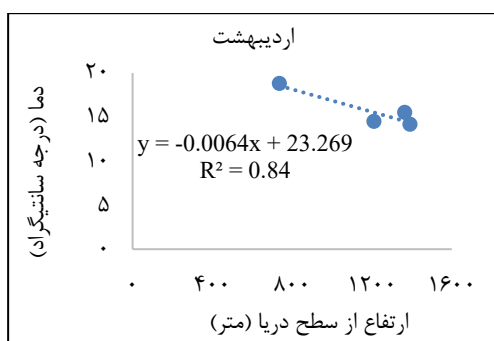 اردیبهشت
دما (درجه سانتیگراد)
۲۰
۱۵
۱۰
۵
۰
y = -0.0064x + 23.269
R² = 0.84
۰ ۴۰۰ ۸۰۰ ۱۲۰۰ ۱۶۰۰
ارتفاع از سطح دریا (متر)